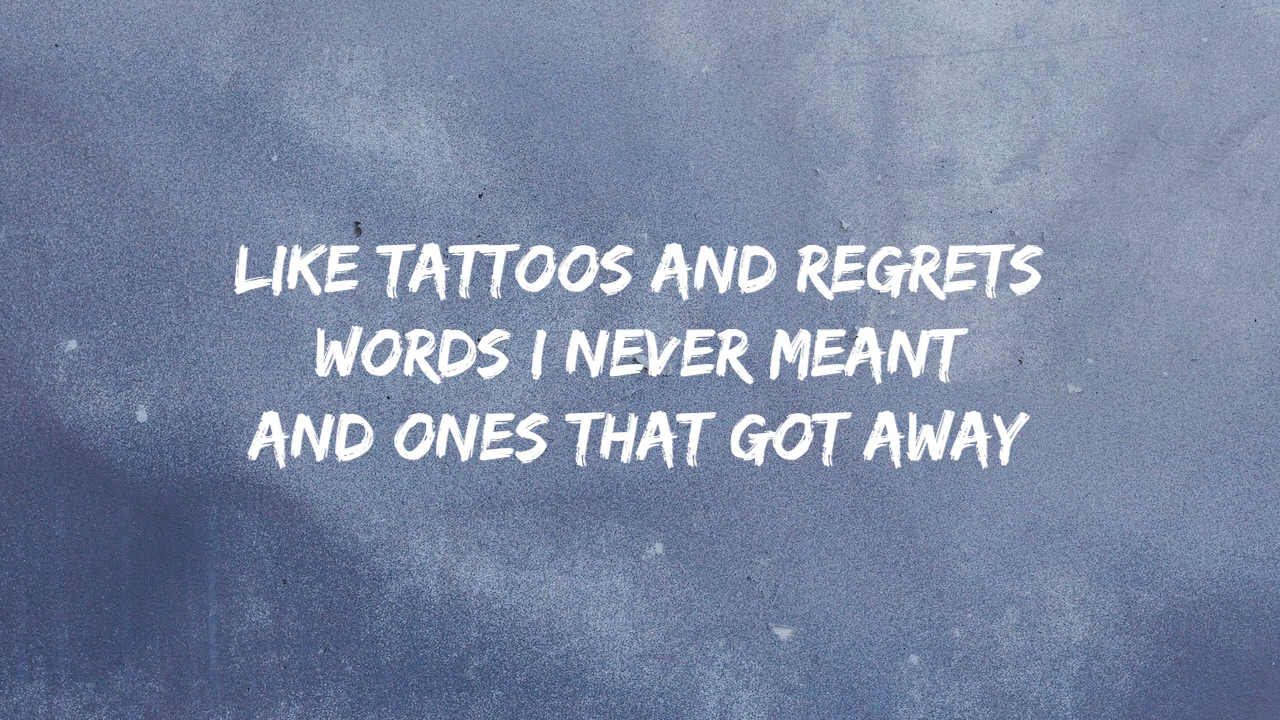 LIKE TATTOOS AND REGRETS
WORDS I NEVER MEANT
AND ONES THAT GOT AWAY